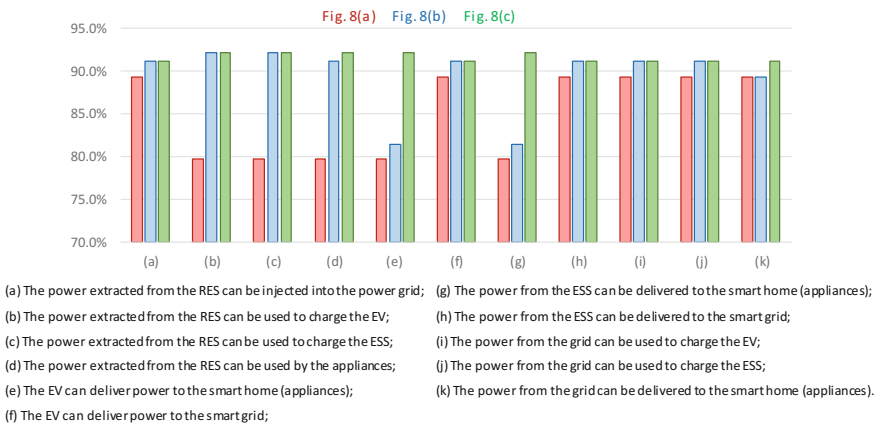 Fig. 8(a) Fig. 8(b) Fig. 8(c)
95.0%
90.0%
85.0%
80.0%
75.0%
70.0%
(a) (b) (c) (d) (e) (f) (g) (h) (i) (j) (k)
(a) The power extracted from the RES can be injected into the power grid;
(b) The power extracted from the RES can be used to charge the EV;
(c) The power extracted from the RES can be used to charge the ESS;
(d) The power extracted from the RES can be used by the appliances;
(e) The EV can deliver power to the smart home (appliances);
(f) The EV can deliver power to the smart grid;
(g) The power from the ESS can be delivered to the smart home (appliances);
(h) The power from the ESS can be delivered to the smart grid;
(i) The power from the grid can be used to charge the EV;
(j) The power from the grid can be used to charge the ESS;
(k) The power from the grid can be delivered to the smart home (appliances).